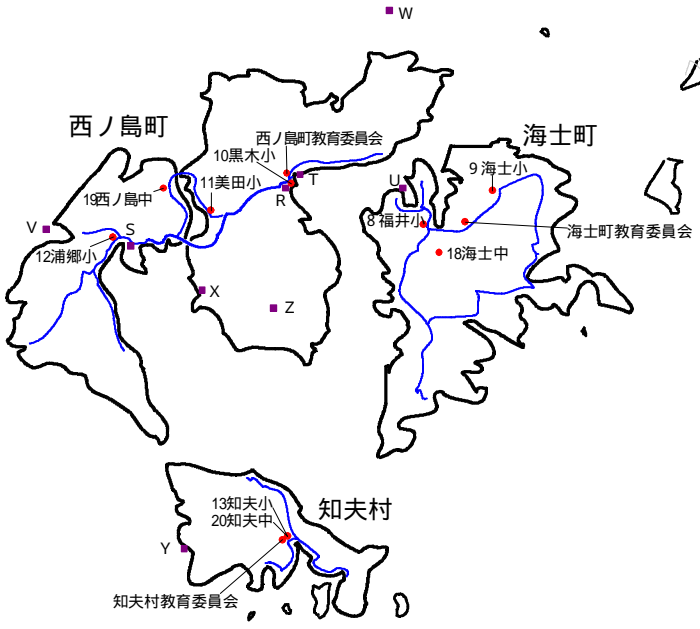 W
西ノ島町
海士町
西ノ島町教育委員会
10黒木小
9 海士小
11美田小
T
U
19西ノ島中
R
8 福井小
V
S
海士町教育委員会
12浦郷小
18海士中
X
Z
13知夫小
知夫村
20知夫中
Y
知夫村教育委員会